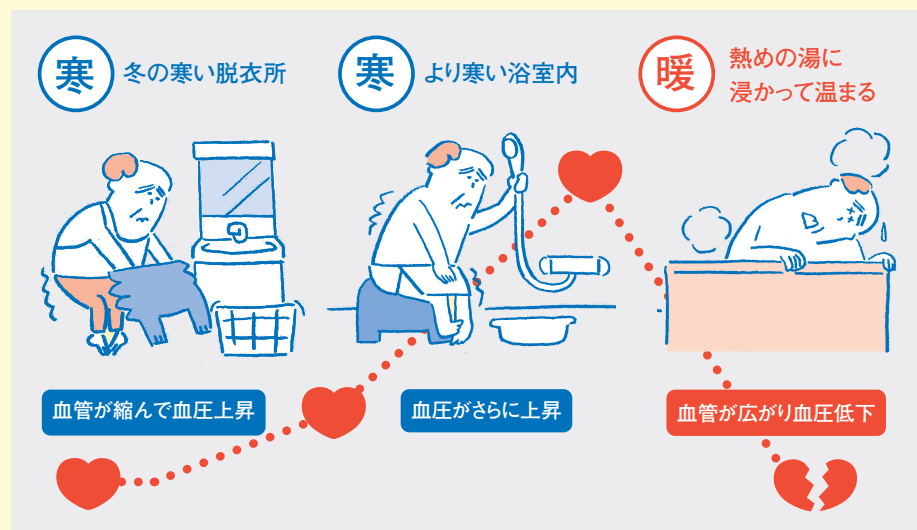 寒
冬の寒い脱衣所
寒
より寒い浴室内
暖
熱めの湯に
浸かって温まる
血管が縮んで血圧上昇
血圧がさらに上昇
血管が広がり血圧低下